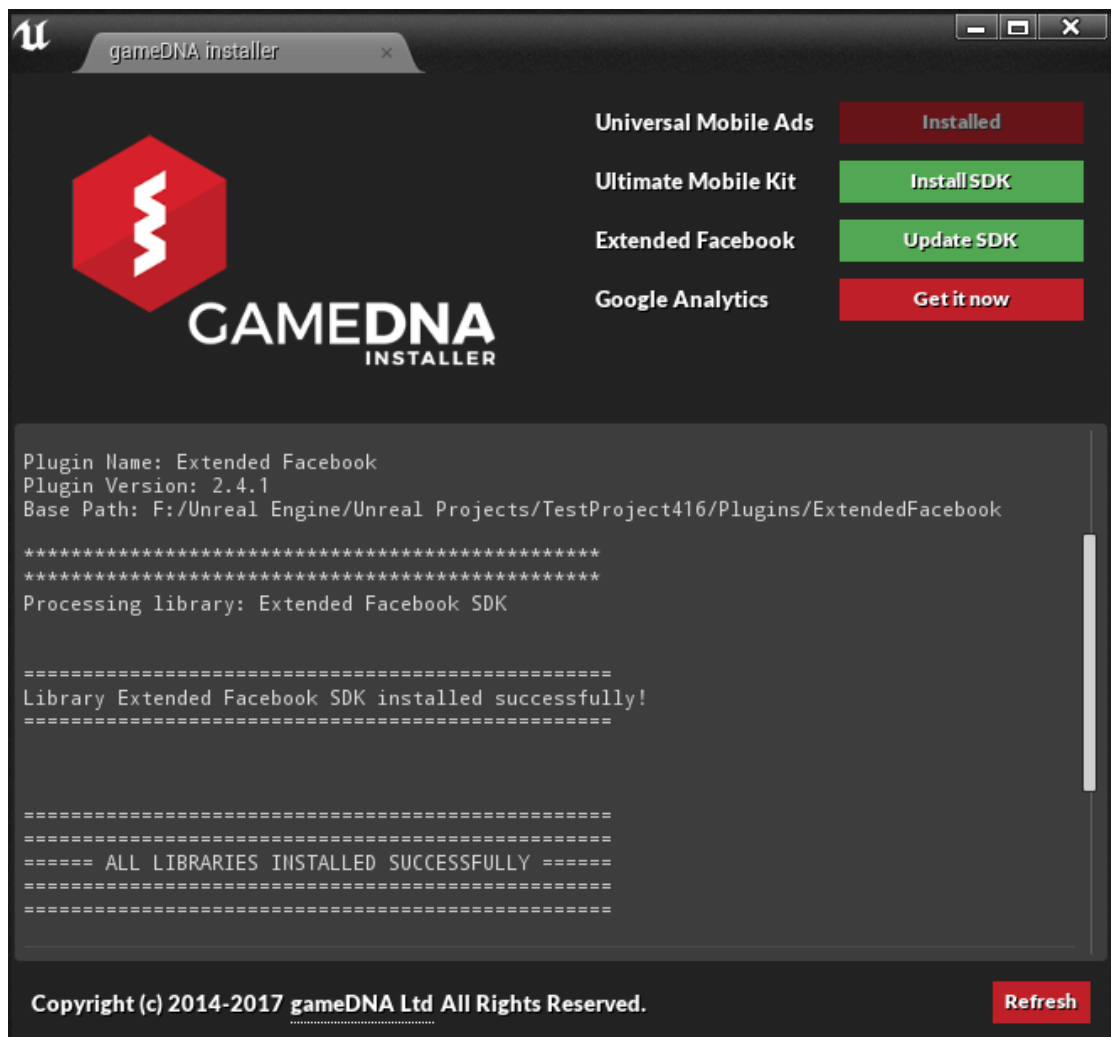 gameDNA installer
Universal Mobile Ads Installed
Ultimate Mobile Kit Install SDK
Extended Facebook Update SDK
Google Analytics Get it now
GAMEDNA
INSTALLER
Plugin Name: Extended Facebook
Plugin Version: 2.4.1
Base Path: F:/Unreal Engine/Unreal Projects/TestProject416/Plugins/ExtendedFacebook
*************************************************
*************************************************
Processing library: Extended Facebook SDK
==================================================
Library Extended Facebook SDK installed successfully!
==================================================
==================================================
==================================================
====== ALL LIBRARIES INSTALLED SUCCESSFULLY ======
==================================================
==================================================
Copyright (c) 2014-2017 gameDNA Ltd All Rights Reserved.
Refresh